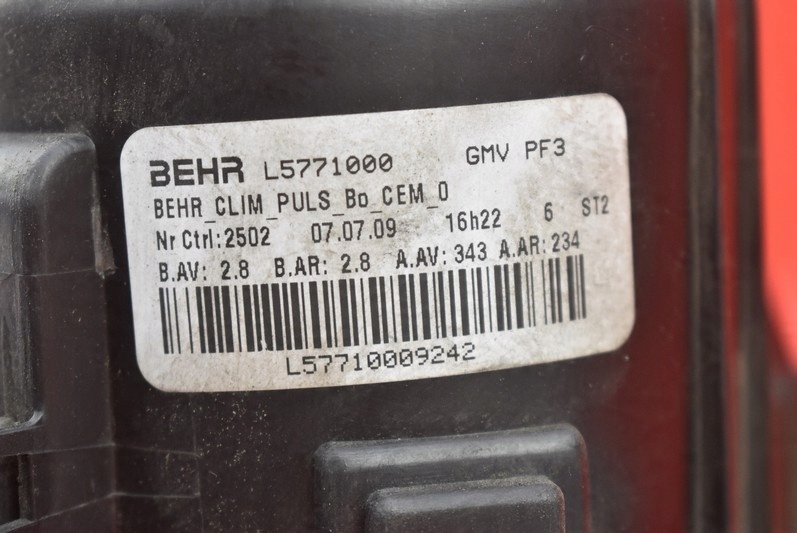 BEHR L5771000 GMV PF3
BEHR_CLIM_PULS_Bo_CEM_0
Nr Ctrl:2502 07.07.09 16h22 6 ST2
B.AV: 2.8 B.AR: 2.8 A.AV: 343 A.AR: 234
L57710009242